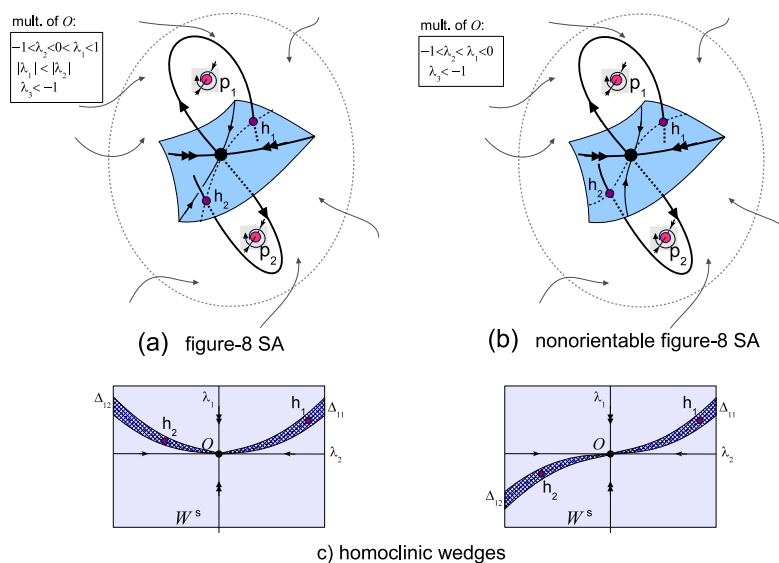 mult. of O:
−1<λ₂<0<λ₁<1
|λ₁|<|λ₂|
λ₃<−1
p₁
h₁
h₂
p₂
(a) figure-8 SA
mult. of O:
−1<λ₂<λ₁<0
λ₃<−1
p₁
h₁
h₂
p₂
(b) nonorientable figure-8 SA
Δ₁₂
λ₁
h₁
Δ₁₁
h₂
O
λ₂
Wˢ
λ₁
h₁
Δ₁₁
O
λ₂
Δ₁₂
h₂
Wˢ
c) homoclinic wedges